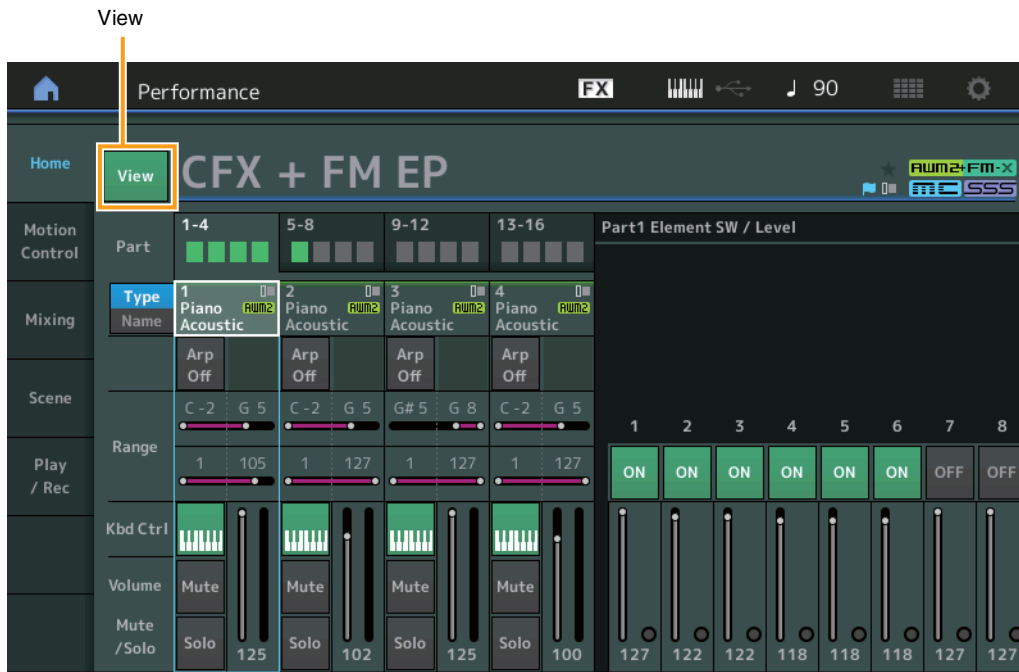 View
Performance FX 90
Home View CFX + FM EP AWM2+FM-X
MC SSS
Motion Control
Part 1-4 5-8 9-12 13-16 Part1 Element SW / Level
Mixing
Type
Name
1 Piano Acoustic AWM2
2 Piano Acoustic AWM2
3 Piano Acoustic AWM2
4 Piano Acoustic AWM2
Arp Off Arp Off Arp Off Arp Off
Scene
Range
C -2 G 5 C -2 G 5 G# 5 G 8 C -2 G 5
1 105 1 127 1 127 1 127
1 2 3 4 5 6 7 8
ON ON ON ON ON ON OFF OFF
Play / Rec
Kbd Ctrl
Volume Mute Mute Mute Mute
Mute /Solo Solo 125 Solo 102 Solo 125 Solo 100
127 122 122 118 118 118 127 127